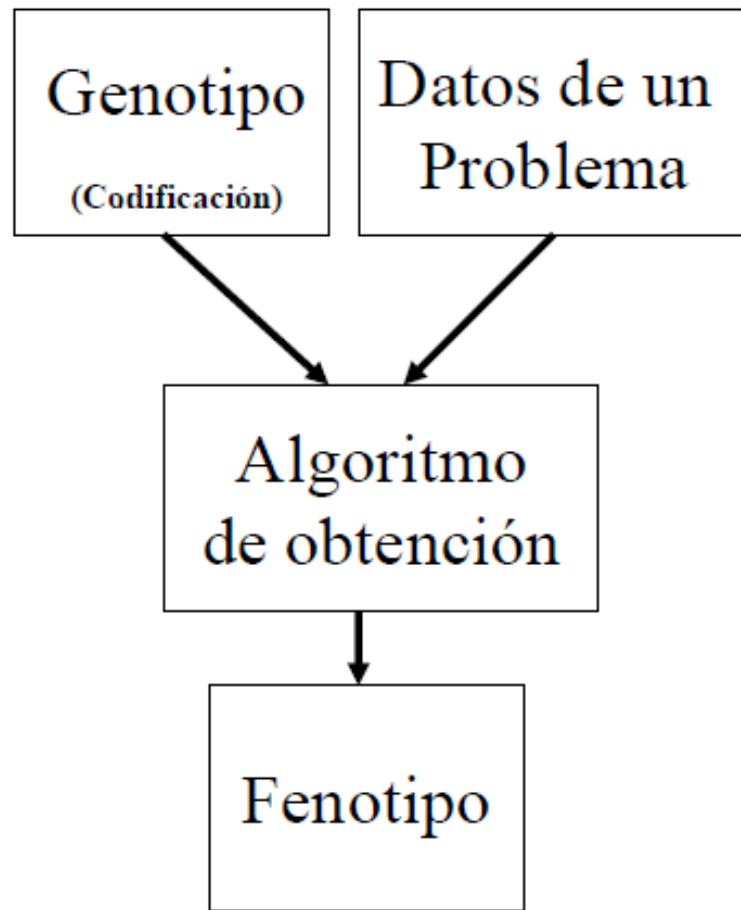 Genotipo
(Codificación)
Datos de un
Problema
Algoritmo
de obtención
Fenotipo